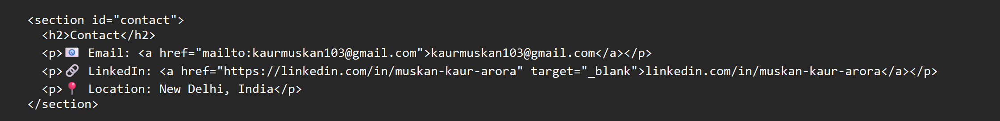 <section id="contact">
  <h2>Contact</h2>
  <p>📧 Email: <a href="mailto:kaurmuskan103@gmail.com">kaurmuskan103@gmail.com</a></p>
  <p>🔗 LinkedIn: <a href="https://linkedin.com/in/muskan-kaur-arora" target="_blank">linkedin.com/in/muskan-kaur-arora</a></p>
  <p>📍 Location: New Delhi, India</p>
</section>